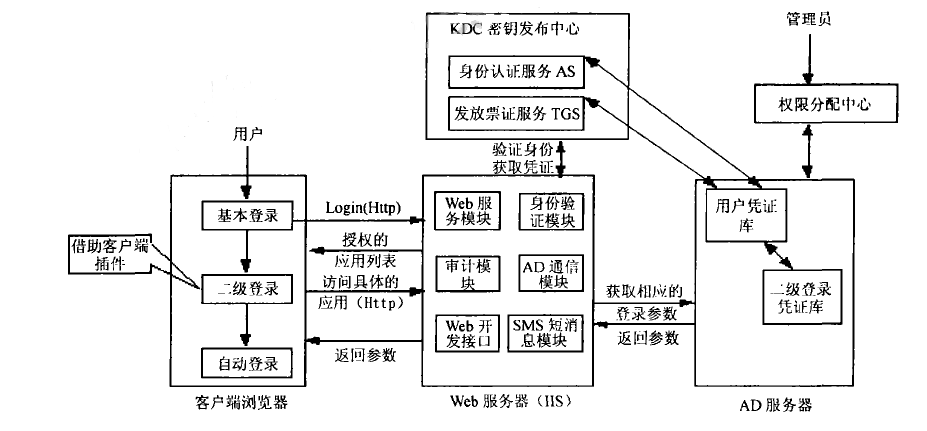 管理员
KDC 密钥发布中心
身份认证服务 AS
发放票证服务 TGS
权限分配中心
用户
验证身份
获取凭证
基本登录
Login(Http)
Web 服
务模块
身份验
证模块
用户凭证
库
借助客户端
插件
授权的
应用列表
二级登录
访问具体的
应用（Http）
审计模
块
AD 通信
模块
获取相应的
登录参数
二级登录
凭证库
自动登录
返回参数
Web 开
发接口
SMS 短消
息模块
返回参数
客户端浏览器
Web 服务器（IIS）
AD 服务器